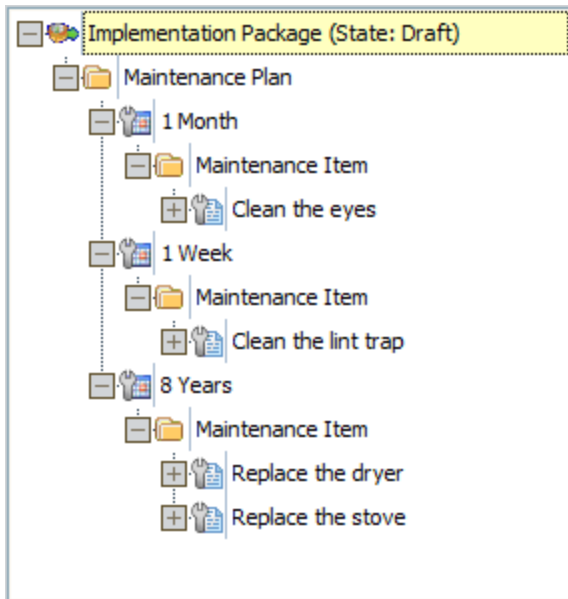 Implementation Package (State: Draft)
Maintenance Plan
1 Month
Maintenance Item
Clean the eyes
1 Week
Maintenance Item
Clean the lint trap
8 Years
Maintenance Item
Replace the dryer
Replace the stove